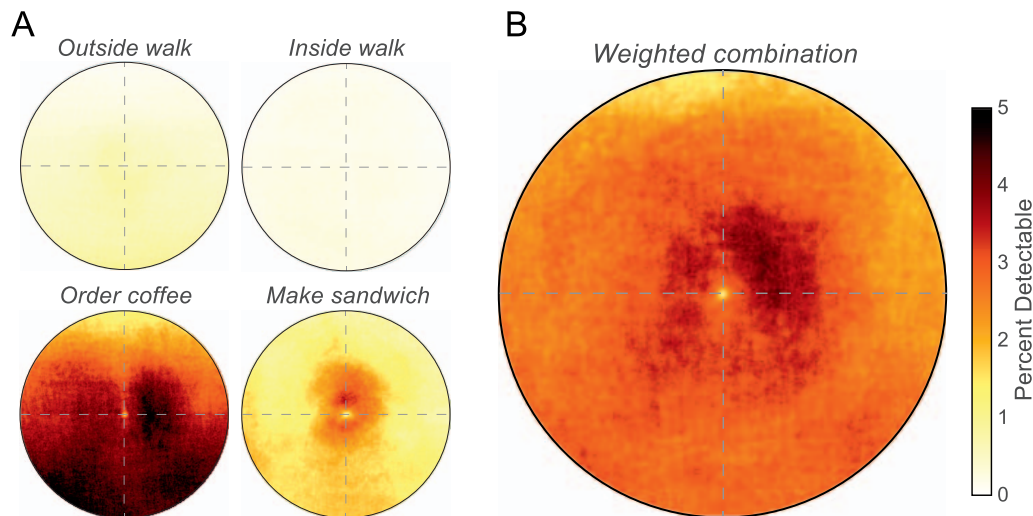 A
Outside walk
Inside walk
Order coffee
Make sandwich
B
Weighted combination
5
4
3
2
1
0
Percent Detectable